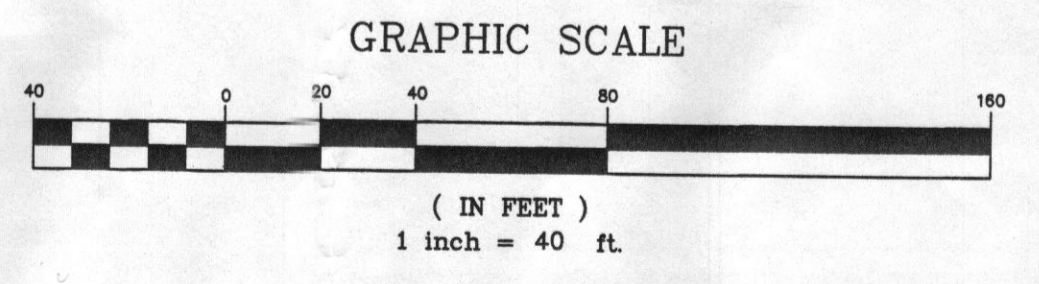 GRAPHIC SCALE
40 0 20 40 80 160
( IN FEET )
1 inch = 40 ft.